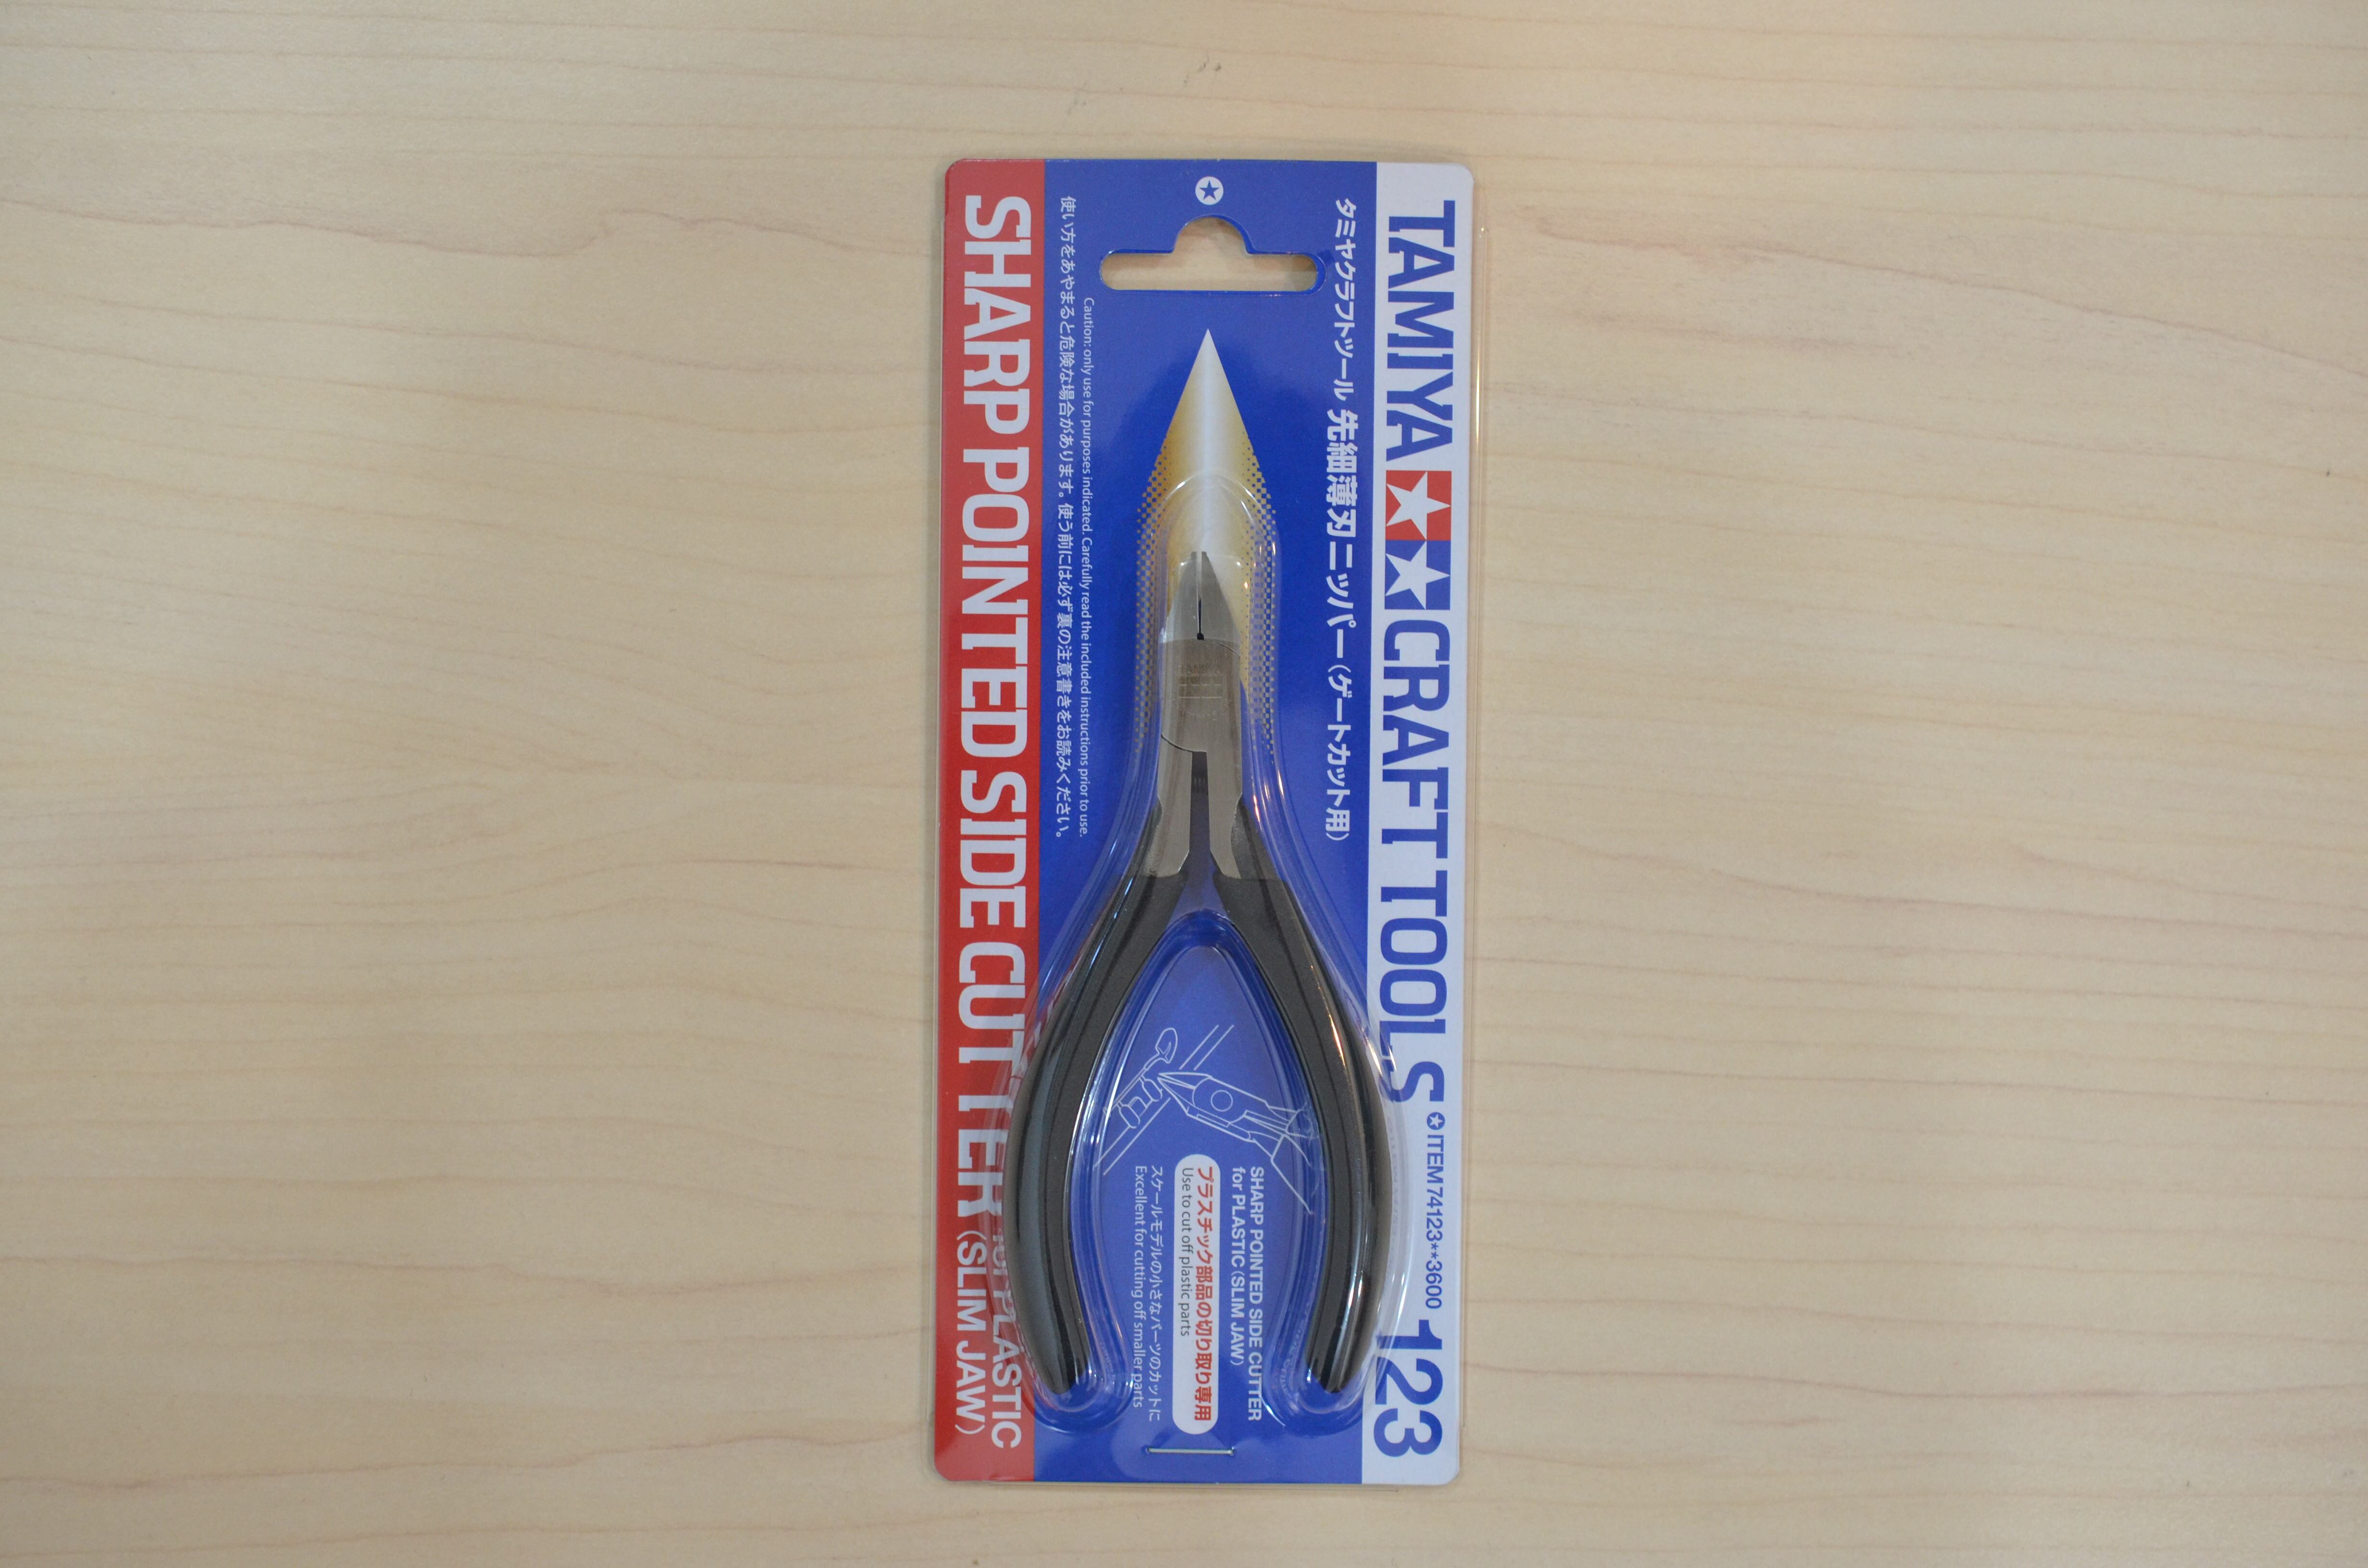 TAMIYA CRAFT TOOLS
ITEM 74123**3600
123
タミヤクラフトツール 先細薄刃ニッパー(ゲートカット用)
Caution: only use for purposes indicated. Carefully read the included instructions prior to use.
使い方をあやまると危険な場合があります。使う前には必ず裏の注意書きをお読みください。
SHARP POINTED SIDE CUTTER for PLASTIC
(SLIM JAW)
SHARP POINTED SIDE CUTTER
for PLASTIC (SLIM JAW)
プラスチック部品の切り取り専用
Use to cut off plastic parts
スケールモデルの小さなパーツのカットに
Excellent for cutting off smaller parts
TAMIYA